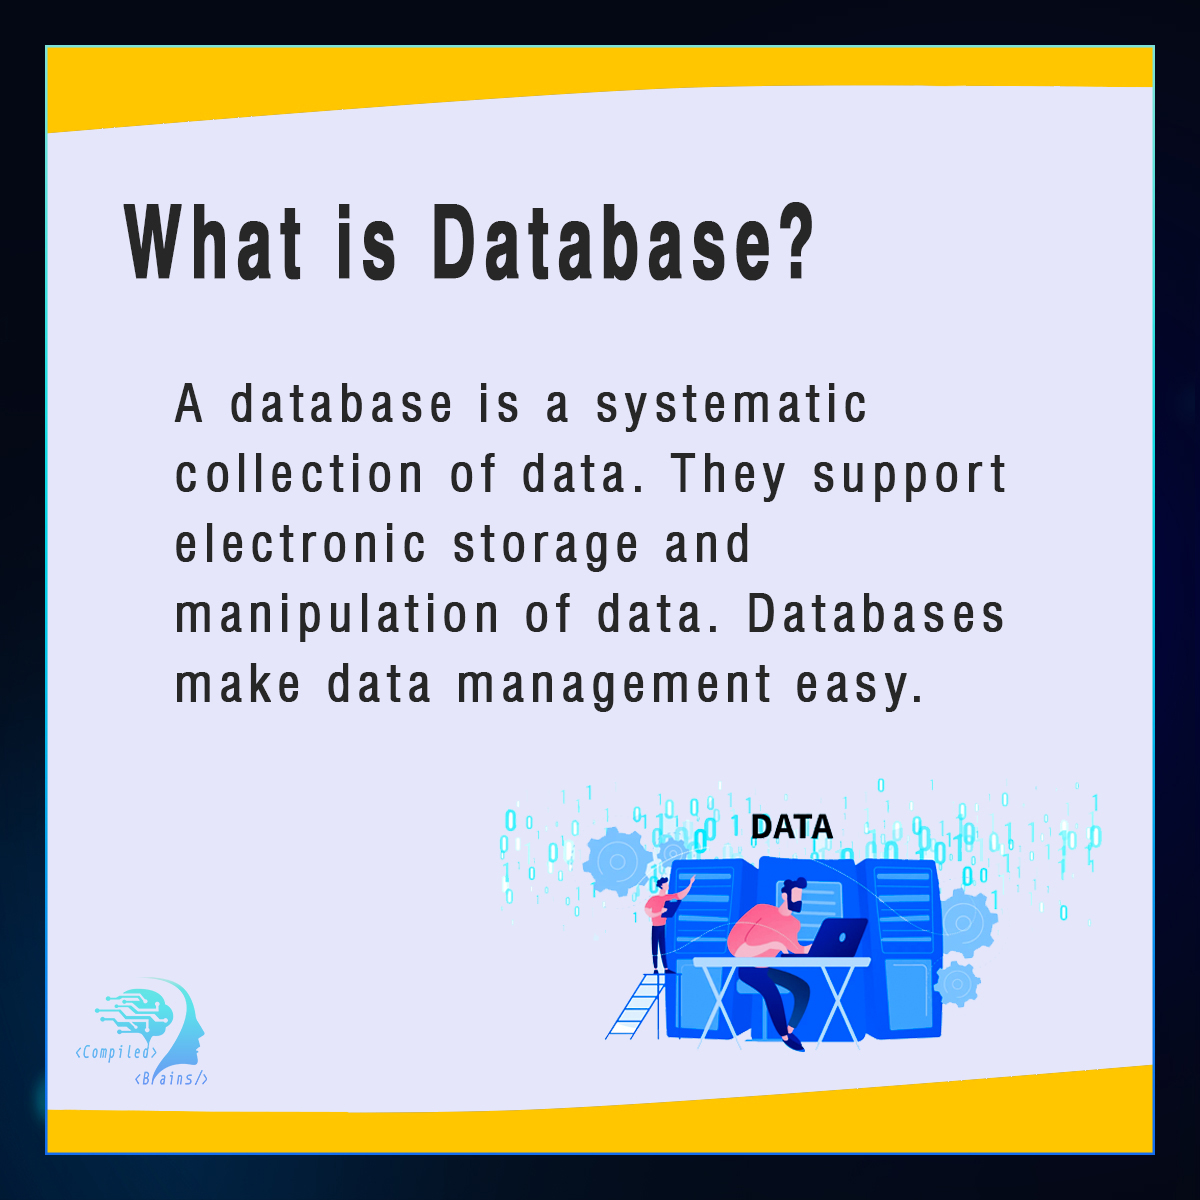 What is Database?
A database is a systematic
collection of data. They support
electronic storage and
manipulation of data. Databases
make data management easy.
DATA
<Compiled>
<Brains/>